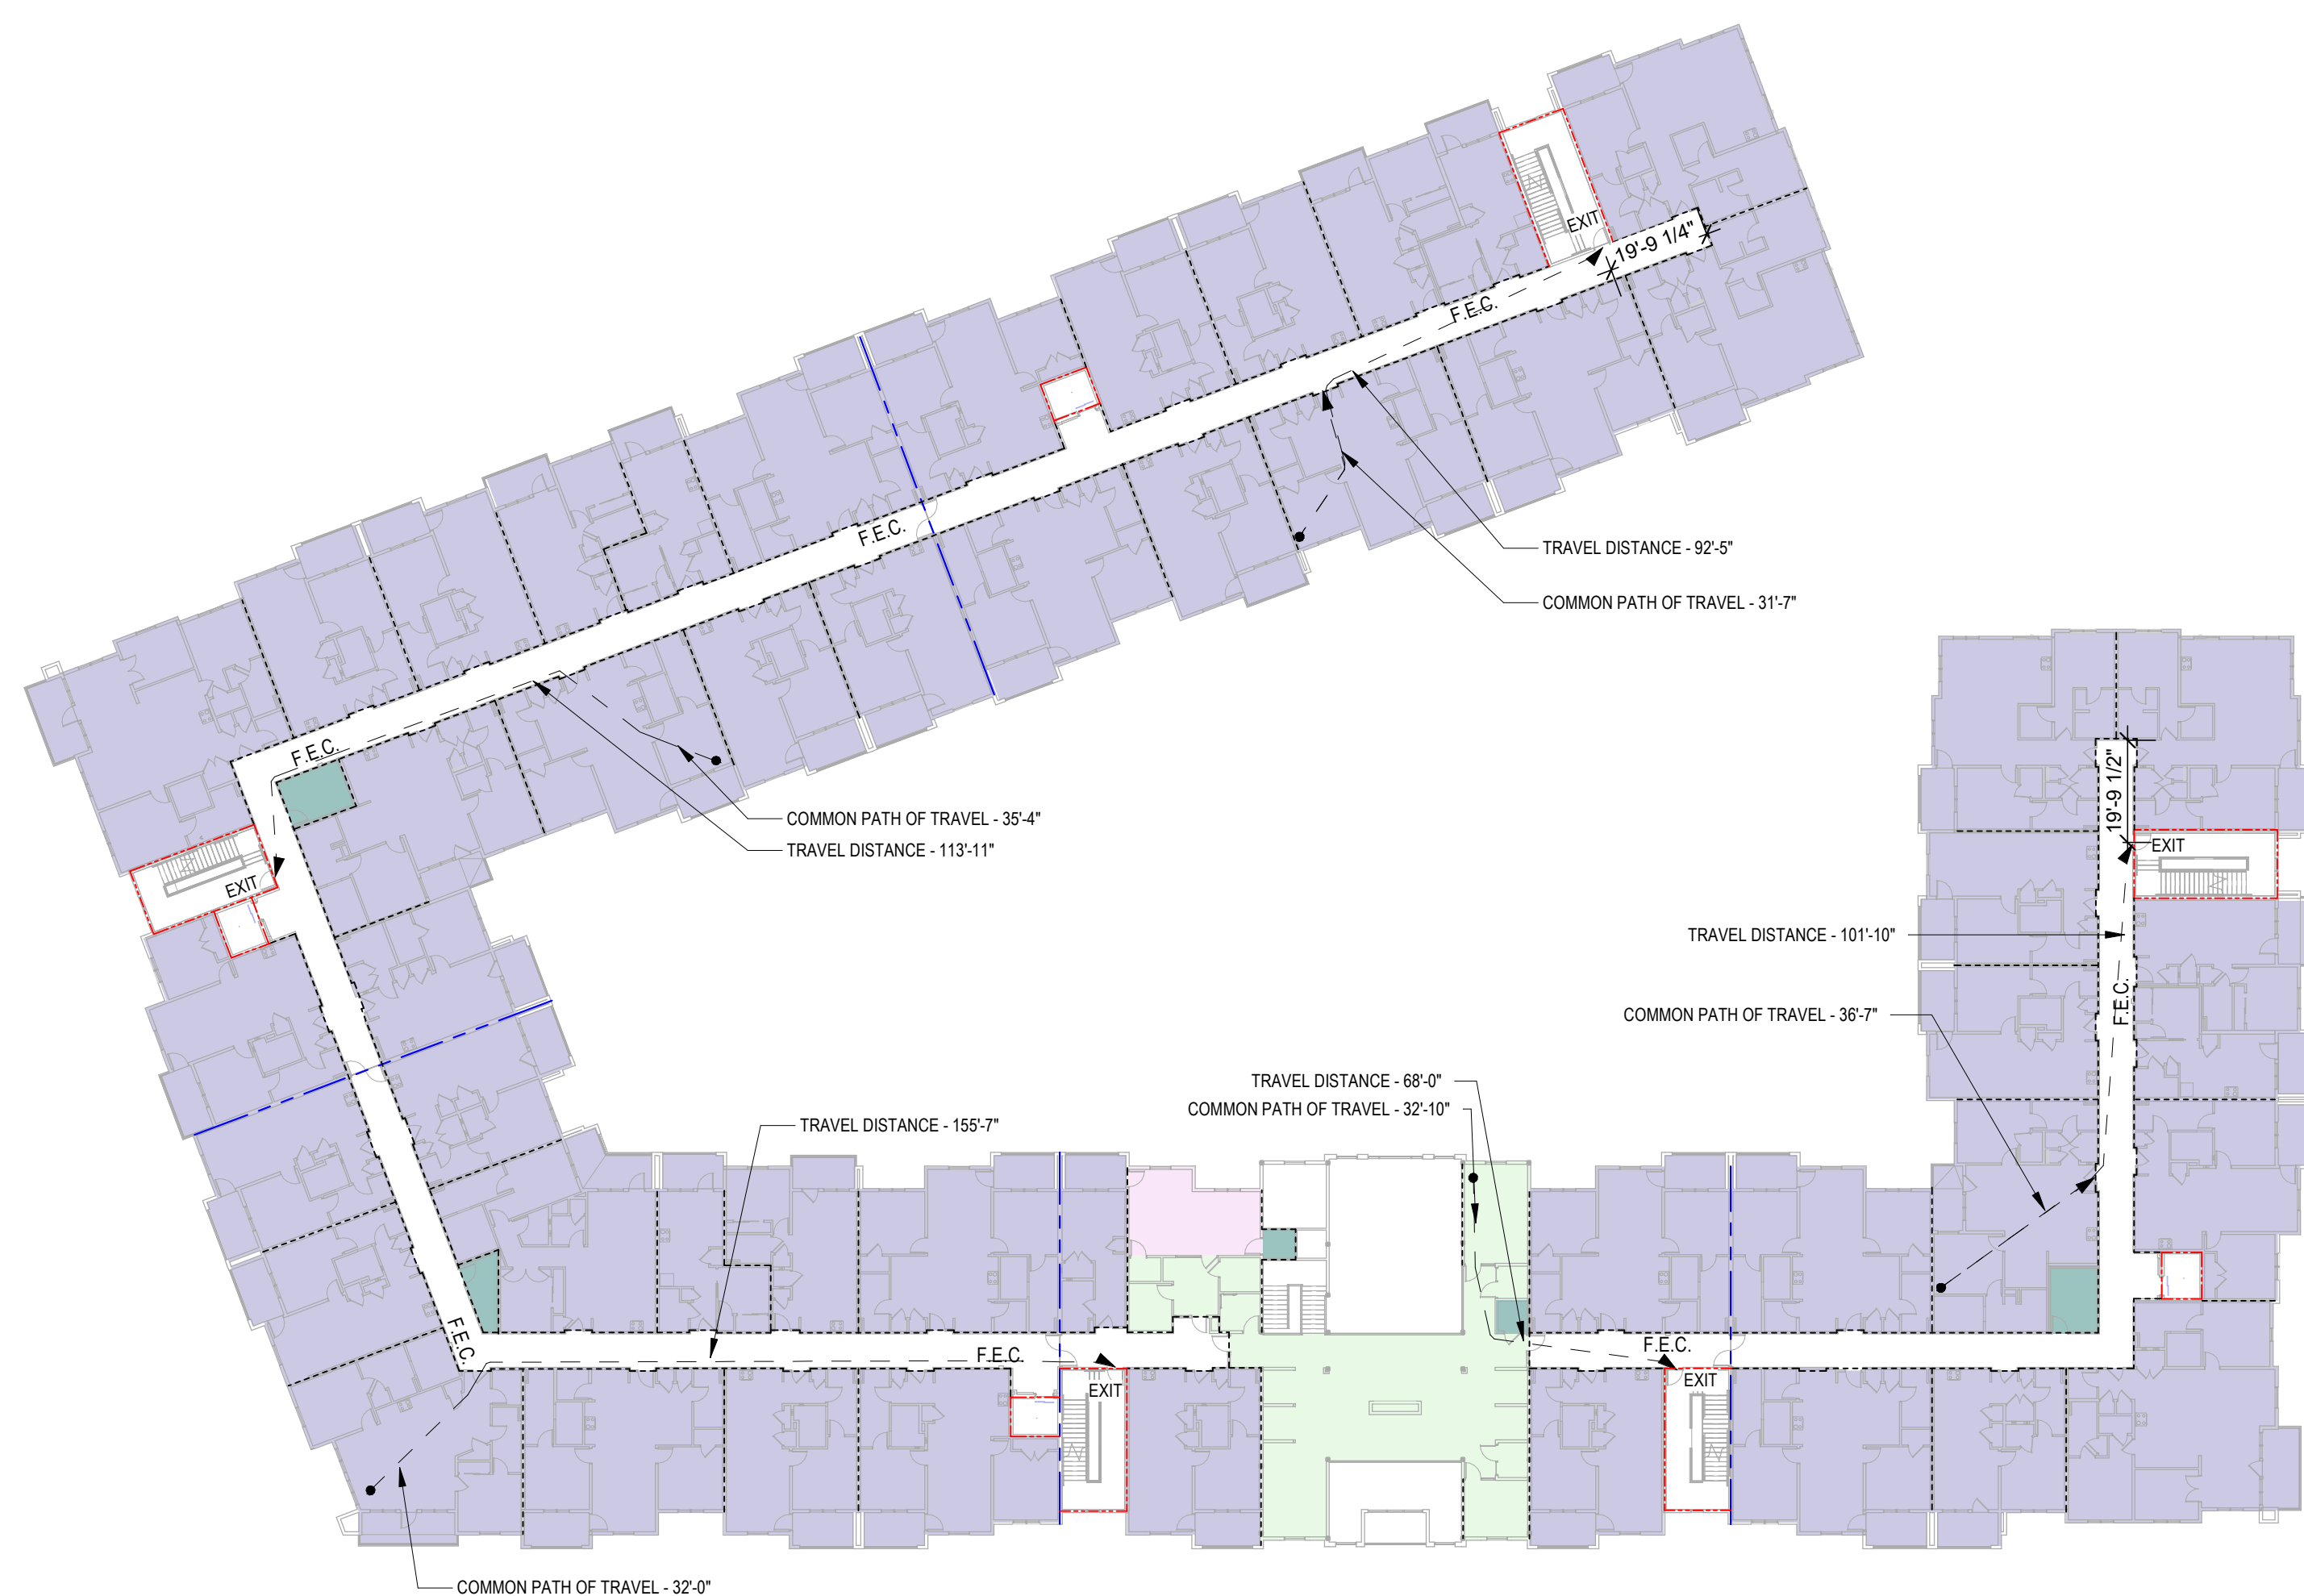 EXIT
19'-9 1/4"
F.E.C.
F.E.C.
TRAVEL DISTANCE - 92'-5"
COMMON PATH OF TRAVEL - 31'-7"
F.E.C.
COMMON PATH OF TRAVEL - 35'-4"
TRAVEL DISTANCE - 113'-11"
EXIT
19'-9 1/2"
EXIT
TRAVEL DISTANCE - 101'-10"
F.E.C.
COMMON PATH OF TRAVEL - 36'-7"
TRAVEL DISTANCE - 68'-0"
COMMON PATH OF TRAVEL - 32'-10"
TRAVEL DISTANCE - 155'-7"
F.E.C.
F.E.C.
F.E.C.
EXIT
EXIT
COMMON PATH OF TRAVEL - 32'-0"